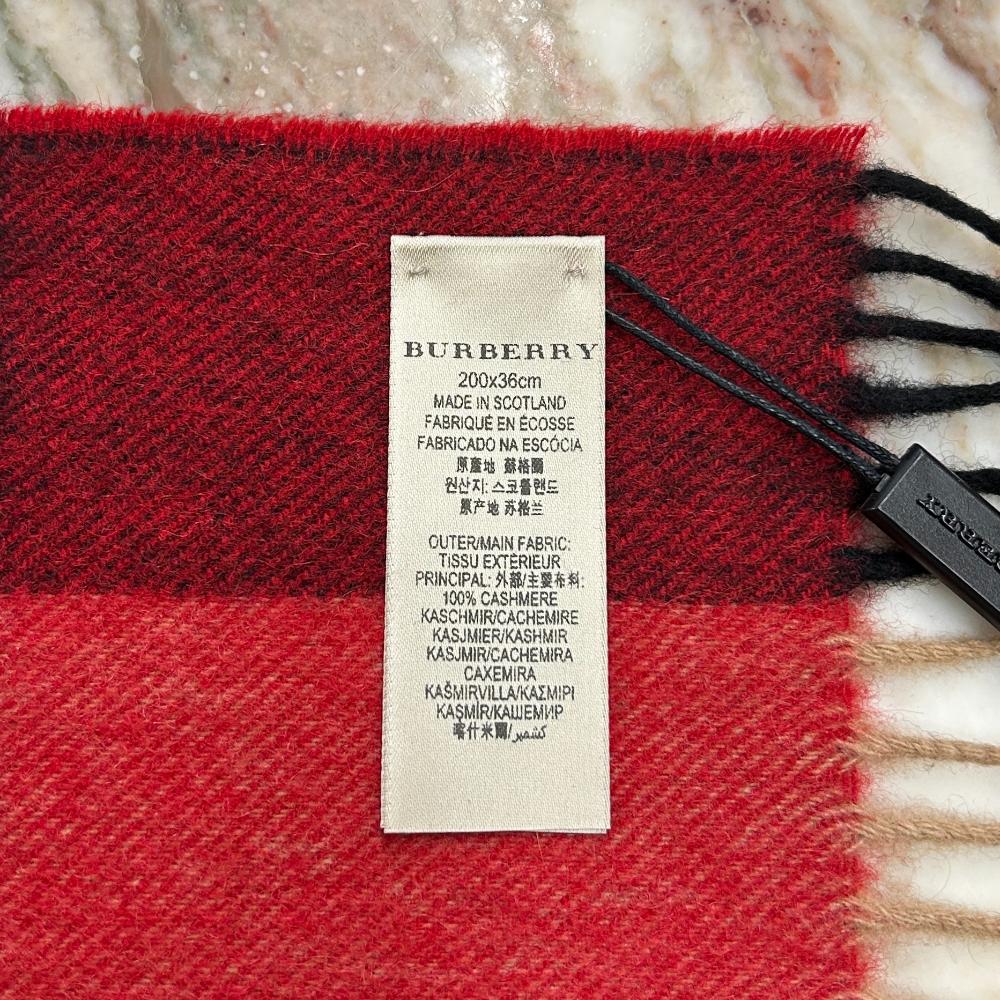 BURBERRY
200x36cm
MADE IN SCOTLAND
FABRIQUÉ EN ÉCOSSE
FABRICADO NA ESCÓCIA
原產地 蘇格爾
원산지: 스코틀랜드
原产地 苏格兰
OUTER/MAIN FABRIC:
TISSU EXTÉRIEUR
PRINCIPAL: 外部/主要布料:
100% CASHMERE
KASCHMIR/CACHEMIRE
KASJMIER/KASHMIR
KASJMIR/CACHEMIRA
CAXEMIRA
KAŠMIRVILLA/ΚΑΣΜΙΡΙ
KAŞMİR/КАШЕМИР
喀什米爾/كشمير